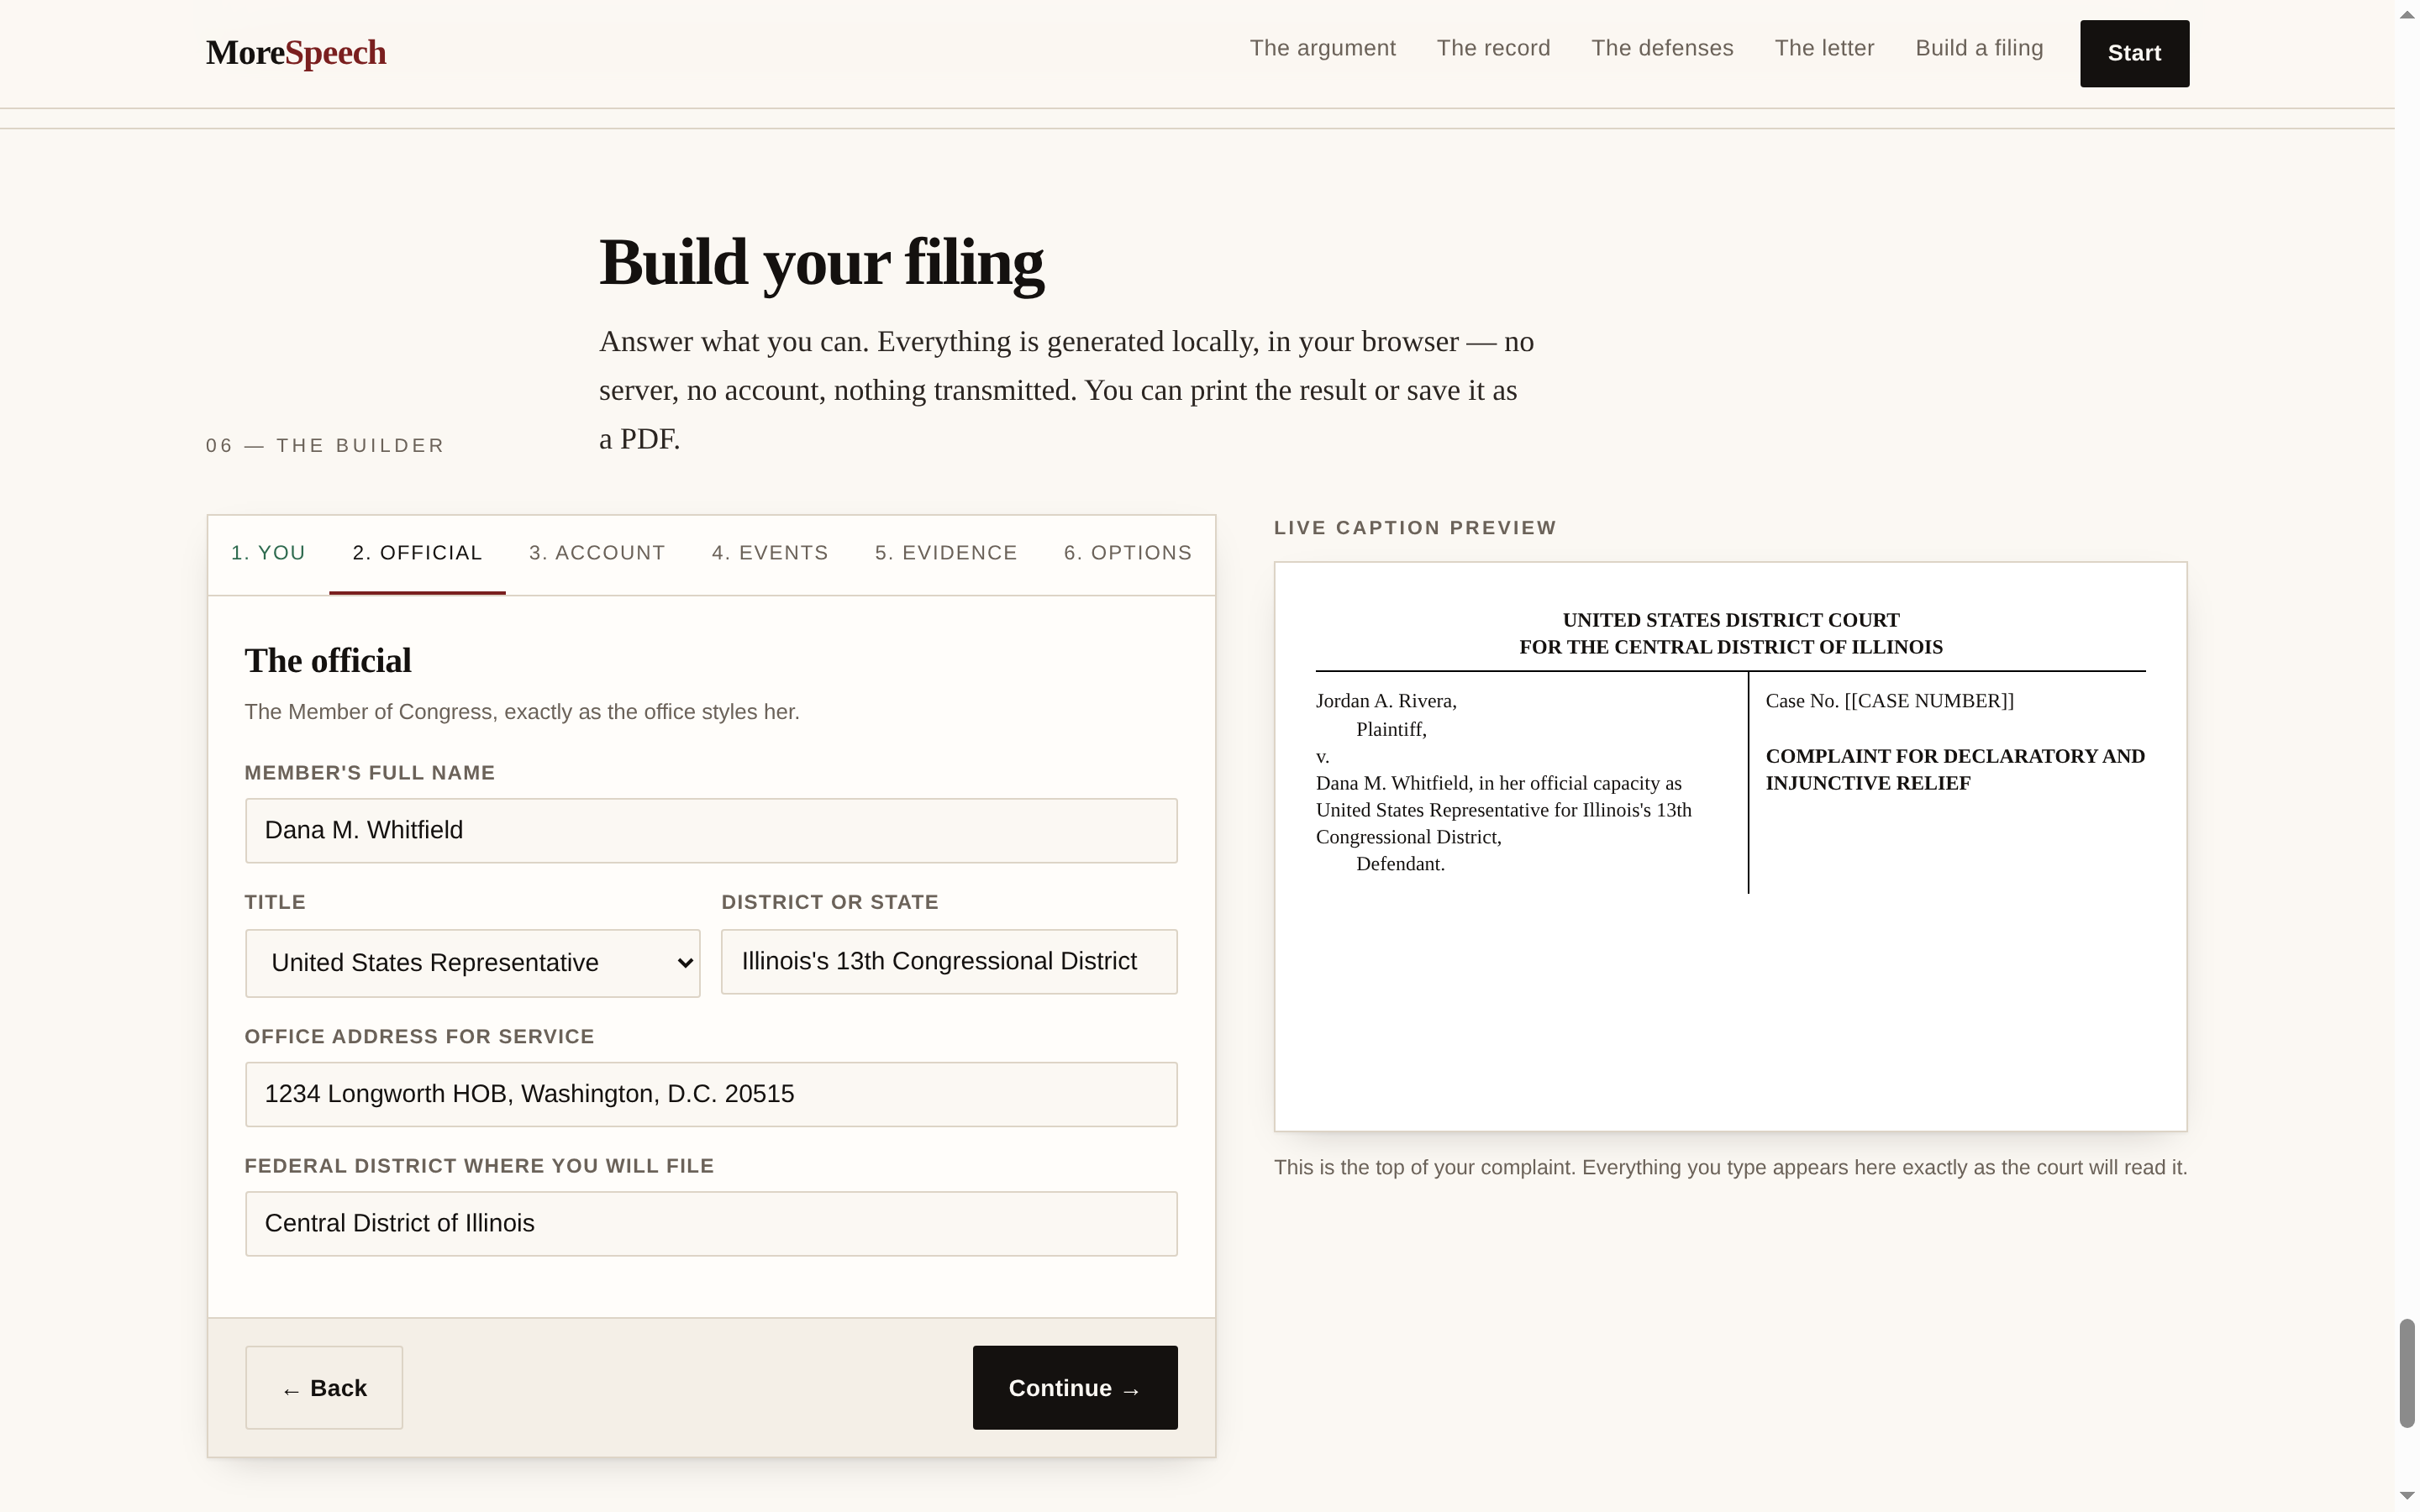 MoreSpeech
The argument
The record
The defenses
The letter
Build a filing
Start
Build your filing
Answer what you can. Everything is generated locally, in your browser — no
server, no account, nothing transmitted. You can print the result or save it as
a PDF.
06 — THE BUILDER
1. YOU
2. OFFICIAL
3. ACCOUNT
4. EVENTS
5. EVIDENCE
6. OPTIONS
The official
The Member of Congress, exactly as the office styles her.
MEMBER'S FULL NAME
Dana M. Whitfield
TITLE
United States Representative
DISTRICT OR STATE
Illinois's 13th Congressional District
OFFICE ADDRESS FOR SERVICE
1234 Longworth HOB, Washington, D.C. 20515
FEDERAL DISTRICT WHERE YOU WILL FILE
Central District of Illinois
← Back
Continue →
LIVE CAPTION PREVIEW
UNITED STATES DISTRICT COURT
FOR THE CENTRAL DISTRICT OF ILLINOIS
Jordan A. Rivera,
Plaintiff,
v.
Dana M. Whitfield, in her official capacity as
United States Representative for Illinois's 13th
Congressional District,
Defendant.
Case No. [[CASE NUMBER]]
COMPLAINT FOR DECLARATORY AND
INJUNCTIVE RELIEF
This is the top of your complaint. Everything you type appears here exactly as the court will read it.